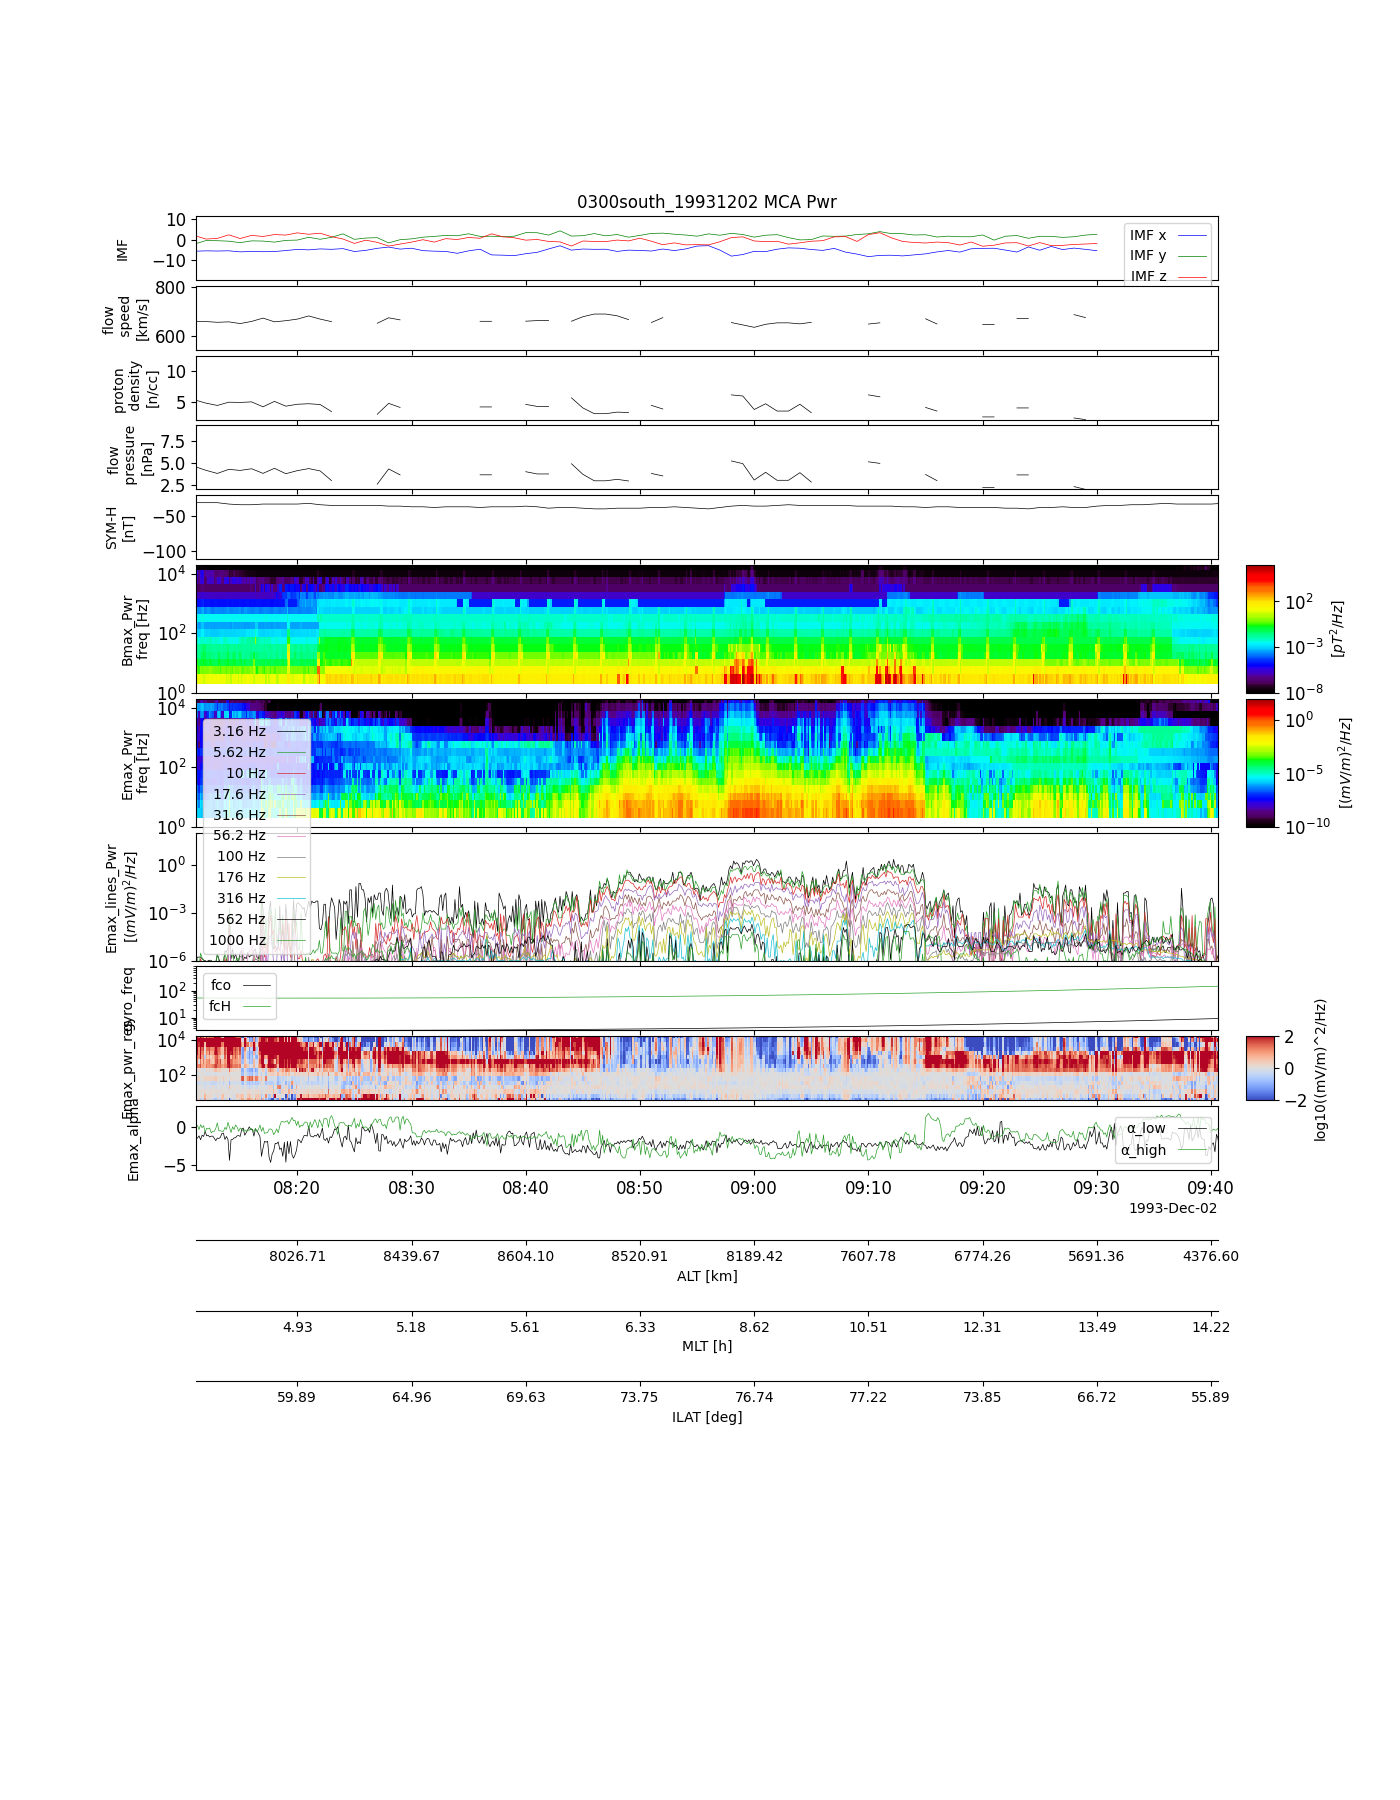 0300south_19931202 MCA Pwr
10
0
−10
IMF
IMF x
IMF y
IMF z
800
600
flow
speed
[km/s]
10
5
proton
density
[n/cc]
7.5
5.0
2.5
flow
pressure
[nPa]
−50
−100
SYM-H
[nT]
10^4
10^2
10^0
Bmax_Pwr
freq [Hz]
10^2
10^−3
10^−8
[pT^2/Hz]
10^4
10^2
10^0
Emax_Pwr
freq [Hz]
10^0
10^−5
10^−10
[(mV/m)^2/Hz]
3.16 Hz
5.62 Hz
10 Hz
17.6 Hz
31.6 Hz
56.2 Hz
100 Hz
176 Hz
316 Hz
562 Hz
1000 Hz
10^0
10^−3
10^−6
Emax_lines_Pwr
[(mV/m)^2/Hz]
10^2
10^1
gyro_freq
fco
fcH
10^4
10^2
Emax_pwr_reg
2
0
−2
log10((mV/m)^2/Hz)
0
−5
Emax_alpha
α_low
α_high
08:20 08:30 08:40 08:50 09:00 09:10 09:20 09:30 09:40
1993-Dec-02
8026.71 8439.67 8604.10 8520.91 8189.42 7607.78 6774.26 5691.36 4376.60
ALT [km]
4.93 5.18 5.61 6.33 8.62 10.51 12.31 13.49 14.22
MLT [h]
59.89 64.96 69.63 73.75 76.74 77.22 73.85 66.72 55.89
ILAT [deg]